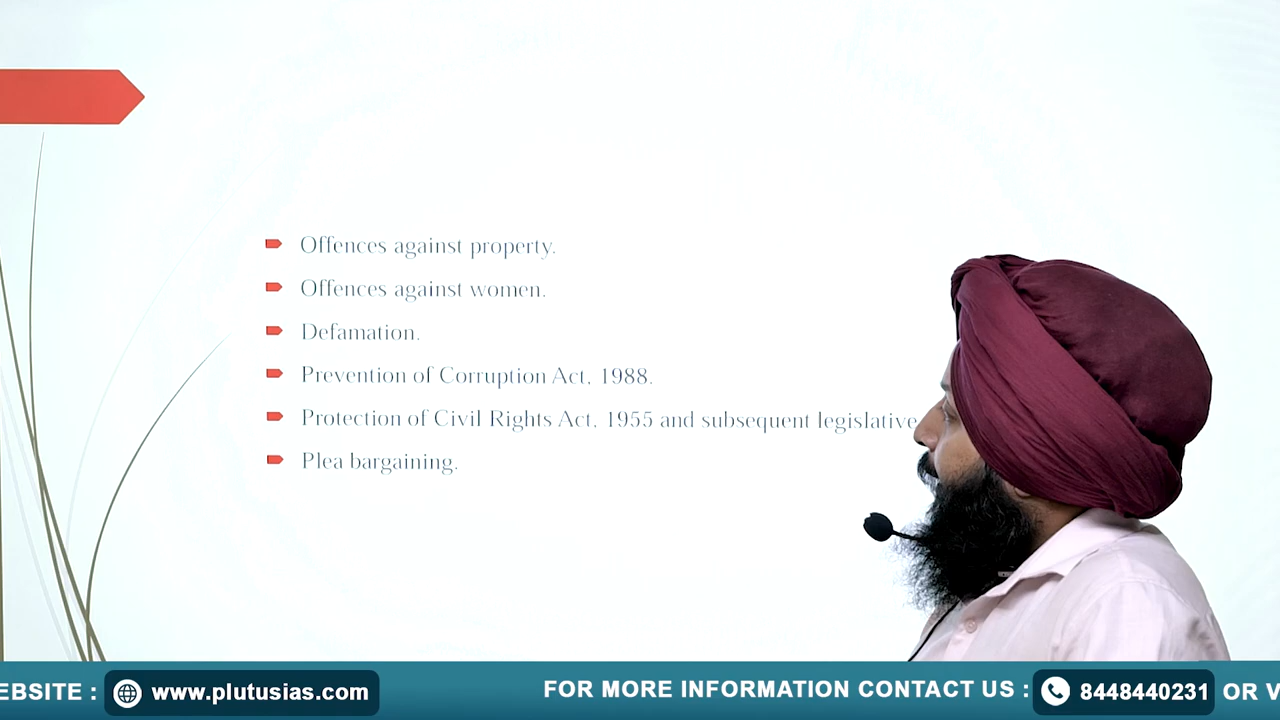 Offences against property.
Offences against women.
Defamation.
Prevention of Corruption Act, 1988.
Protection of Civil Rights Act, 1955 and subsequent legislative
Plea bargaining.
EBSITE : www.plutusias.com FOR MORE INFORMATION CONTACT US : 8448440231 OR V